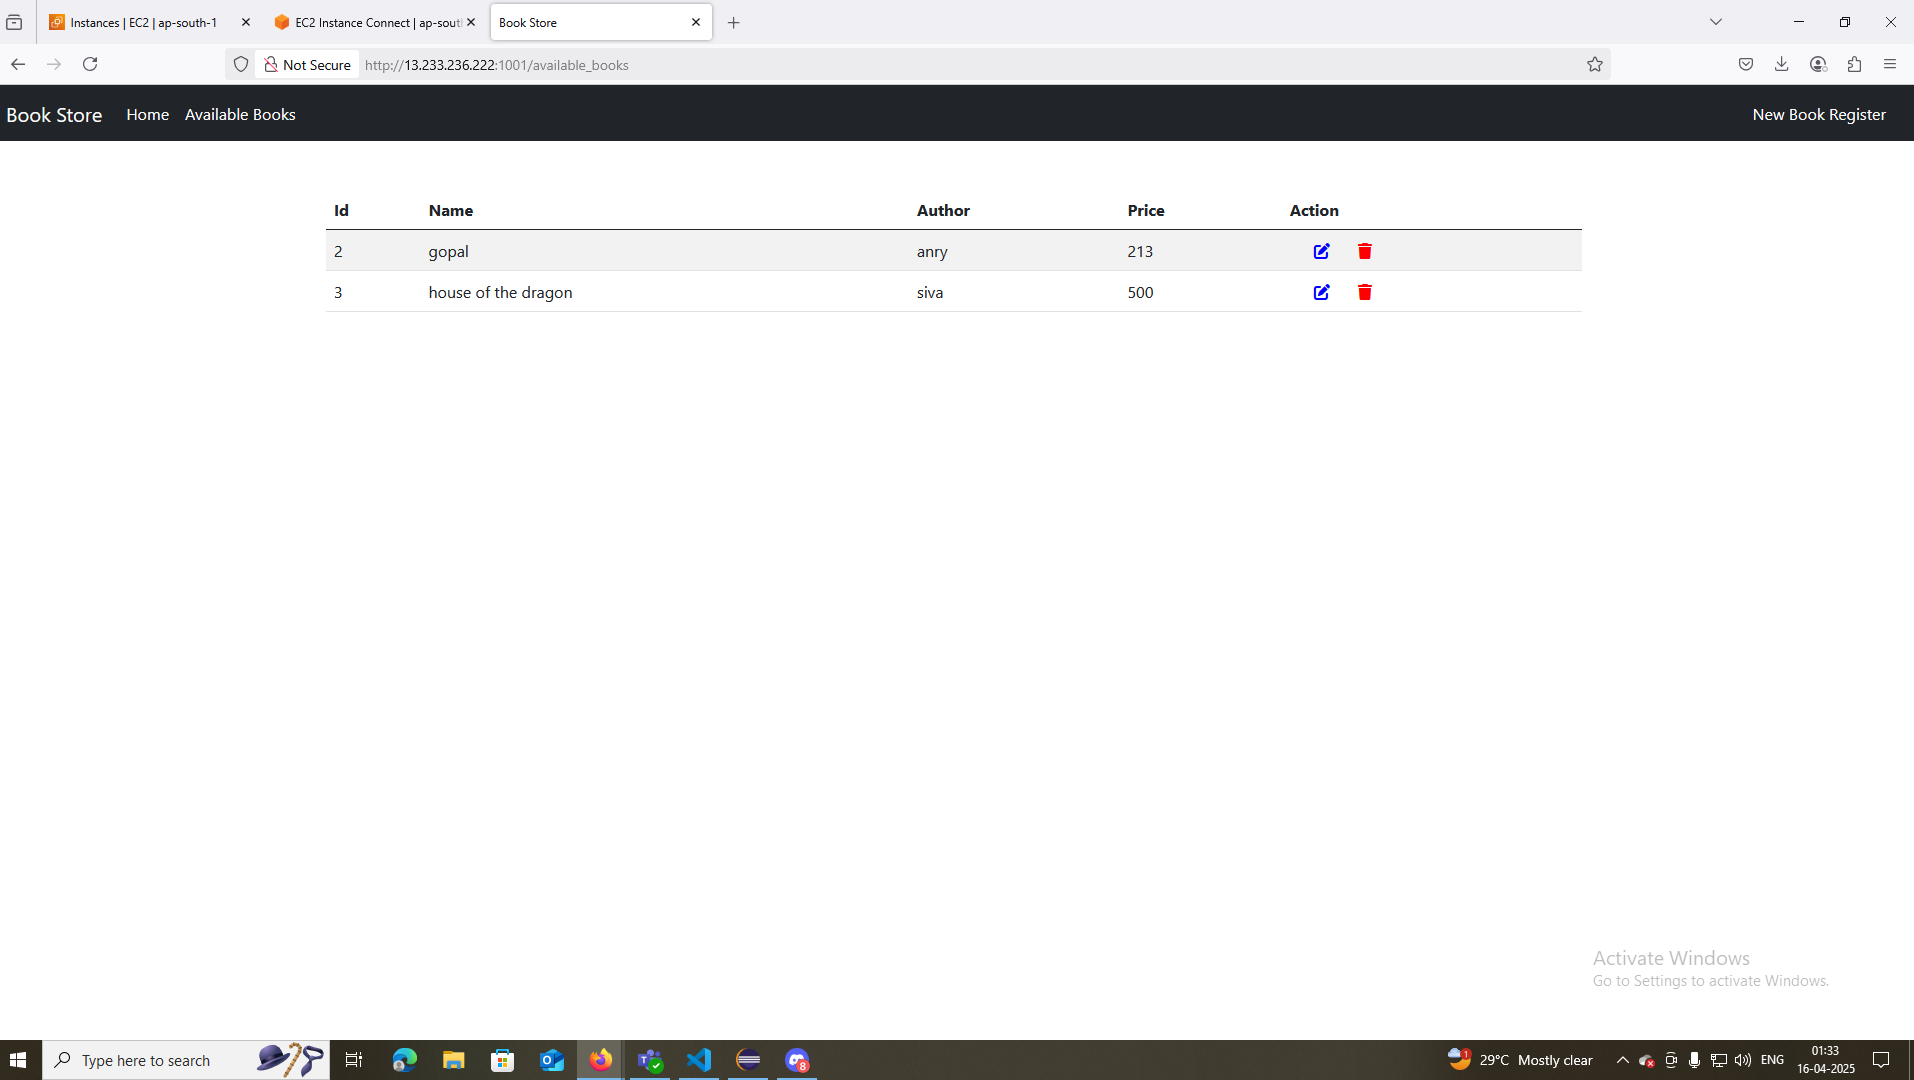 Instances | EC2 | ap-south-1
EC2 Instance Connect | ap-sout
Book Store
Not Secure
http://13.233.236.222:1001/available_books
Book Store Home Available Books New Book Register
Id Name Author Price Action
2 gopal anry 213
3 house of the dragon siva 500
Activate Windows
Go to Settings to activate Windows.
Type here to search
1
29°C Mostly clear
ENG
01:33
16-04-2025
8